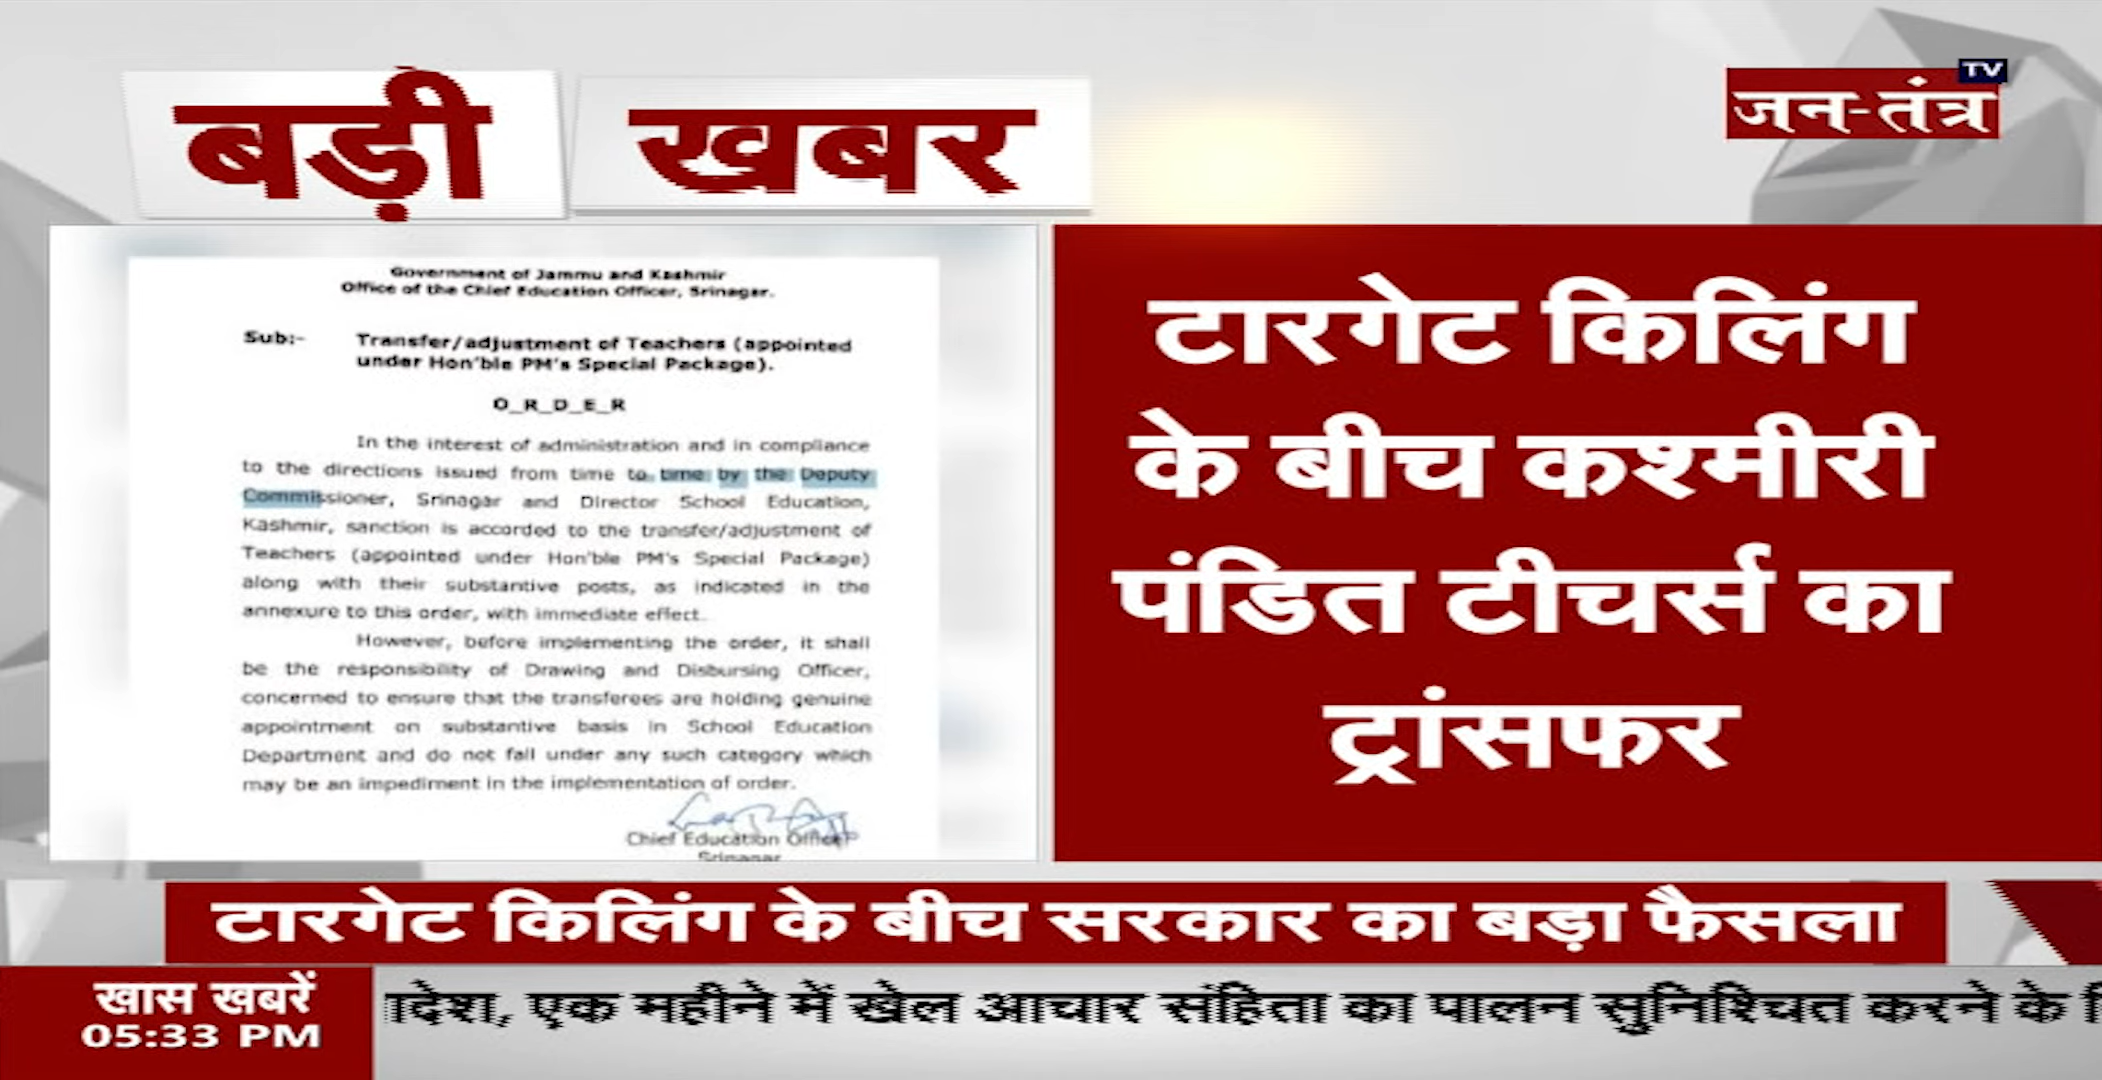 बड़ी खबर
TV
जन-तंत्र
Government of Jammu and Kashmir
Office of the Chief Education Officer, Srinagar.
Sub:- Transfer/adjustment of Teachers (appointed
under Hon'ble PM's Special Package).
O_R_D_E_R
In the interest of administration and in compliance
to the directions issued from time to time by the Deputy
Commissioner, Srinagar and Director School Education,
Kashmir, sanction is accorded to the transfer/adjustment of
Teachers (appointed under Hon'ble PM's Special Package)
along with their substantive posts, as indicated in the
annexure to this order, with immediate effect.
However, before implementing the order, it shall
be the responsibility of Drawing and Disbursing Officer,
concerned to ensure that the transferees are holding genuine
appointment on substantive basis in School Education
Department and do not fall under any such category which
may be an impediment in the implementation of order.
Chief Education Officer
Srinagar
टारगेट किलिंग
के बीच कश्मीरी
पंडित टीचर्स का
ट्रांसफर
टारगेट किलिंग के बीच सरकार का बड़ा फैसला
खास खबरें
05:33 PM
ादेश, एक महीने में खेल आचार संहिता का पालन सुनिश्चित करने के